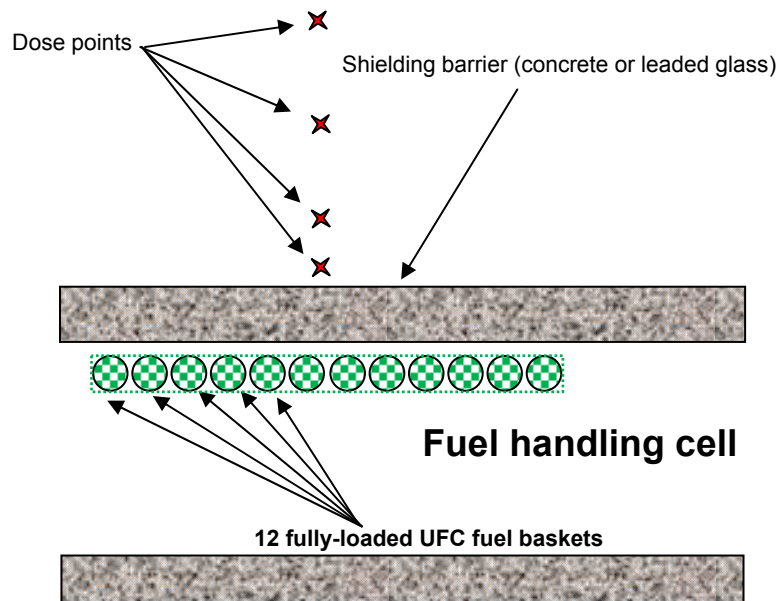 Dose points
Shielding barrier (concrete or leaded glass)
Fuel handling cell
12 fully-loaded UFC fuel baskets